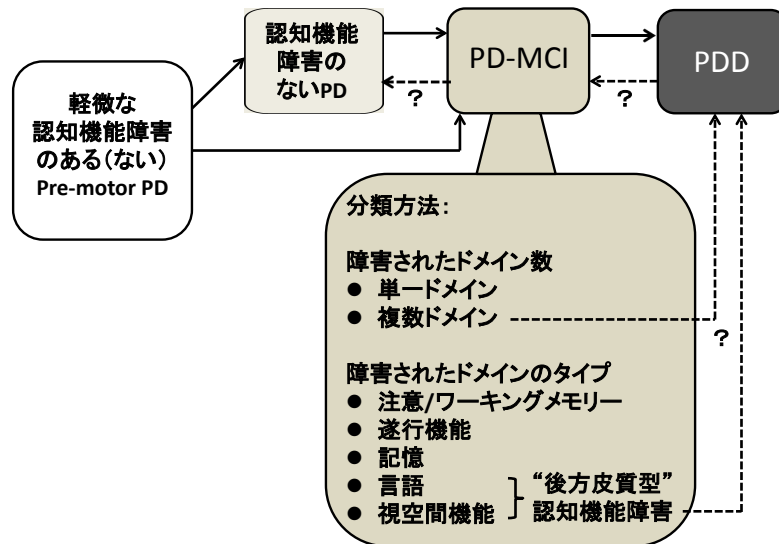 認知機能
障害の
ないPD
PD-MCI
PDD
?
?
軽微な
認知機能障害
のある(ない)
Pre-motor PD
分類方法:
障害されたドメイン数
● 単一ドメイン
● 複数ドメイン
?
障害されたドメインのタイプ
● 注意/ワーキングメモリー
● 遂行機能
● 記憶
● 言語
● 視空間機能
“後方皮質型”
認知機能障害